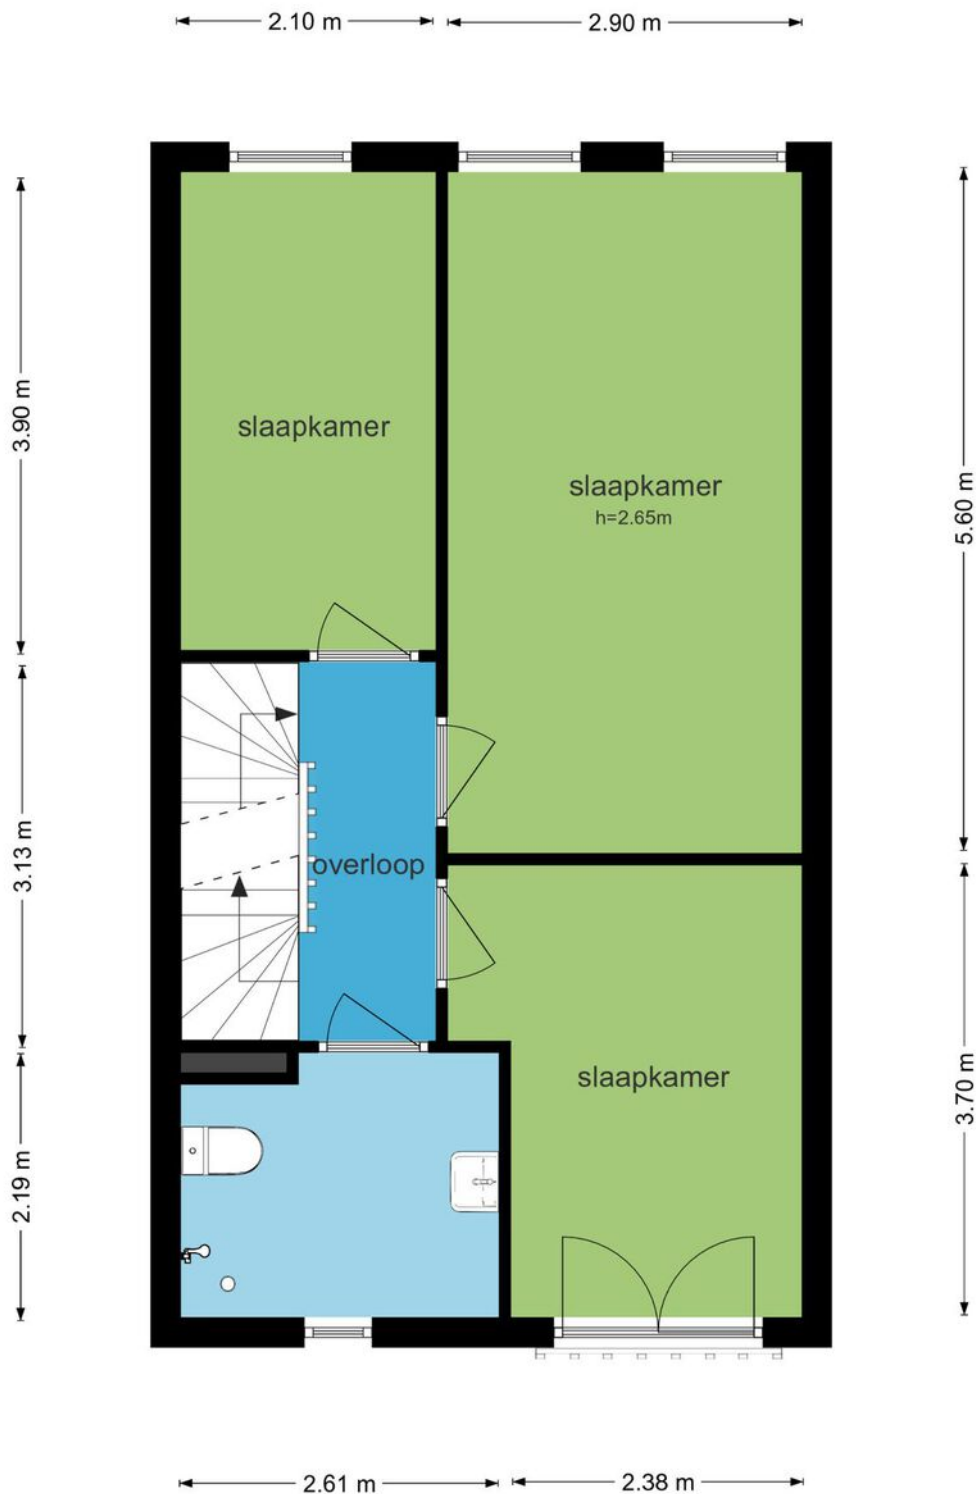 2.10 m
2.90 m
3.90 m
slaapkamer
slaapkamer
h=2.65m
5.60 m
3.13 m
overloop
slaapkamer
3.70 m
2.19 m
2.61 m
2.38 m